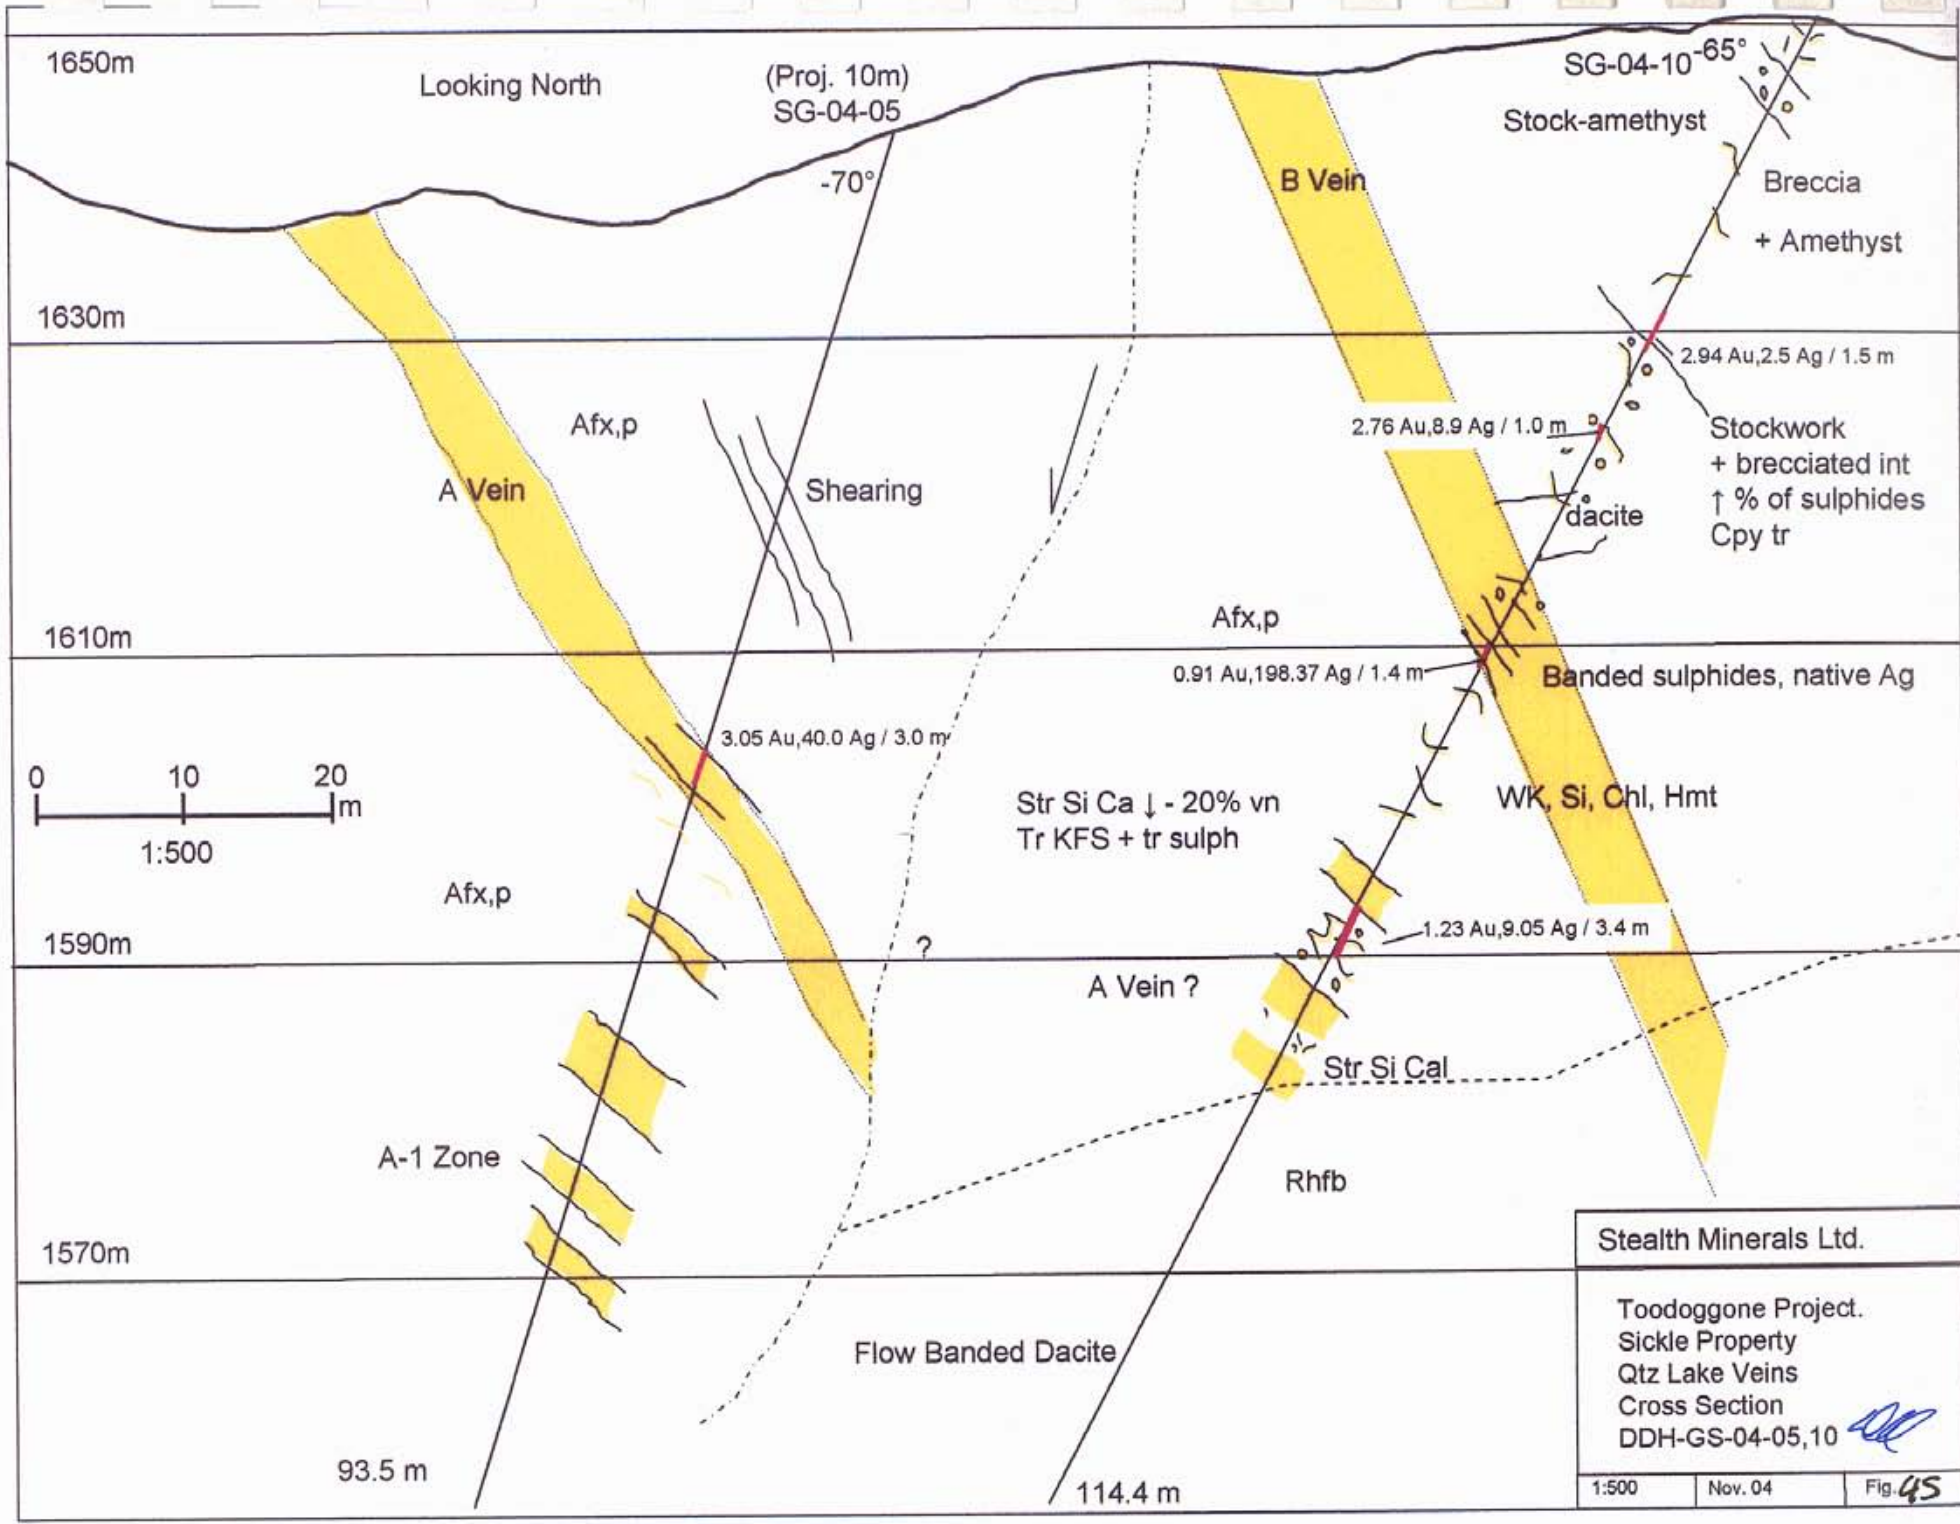 1650m
Looking North
(Proj. 10m)
SG-04-05
-70°
SG-04-10
-65°
Stock-amethyst
B Vein
Breccia
+ Amethyst
1630m
2.94 Au,2.5 Ag / 1.5 m
Afx,p
2.76 Au,8.9 Ag / 1.0 m
Stockwork
+ brecciated int
↑ % of sulphides
Cpy tr
A Vein
Shearing
dacite
1610m
Afx,p
0.91 Au,198.37 Ag / 1.4 m
Banded sulphides, native Ag
3.05 Au,40.0 Ag / 3.0 m
0 10 20
m
1:500
Str Si Ca ↓ - 20% vn
Tr KFS + tr sulph
WK, Si, Chl, Hmt
Afx,p
1590m
?
1.23 Au,9.05 Ag / 3.4 m
A Vein ?
Str Si Cal
A-1 Zone
Rhfb
1570m
Flow Banded Dacite
93.5 m
114.4 m
Stealth Minerals Ltd.
Toodoggone Project.
Sickle Property
Qtz Lake Veins
Cross Section
DDH-GS-04-05,10
1:500
Nov. 04
Fig. 45